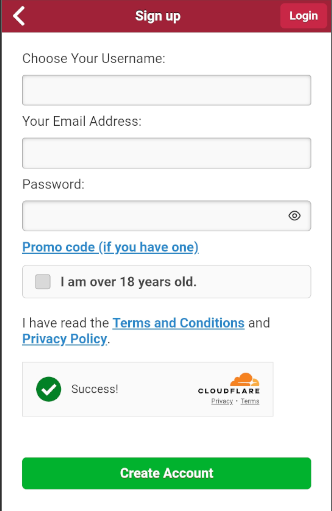 Sign up
Login
Choose Your Username:
Your Email Address:
Password:
Promo code (if you have one)
I am over 18 years old.
I have read the Terms and Conditions and
Privacy Policy.
Success!
CLOUDFLARE
Privacy • Terms
Create Account